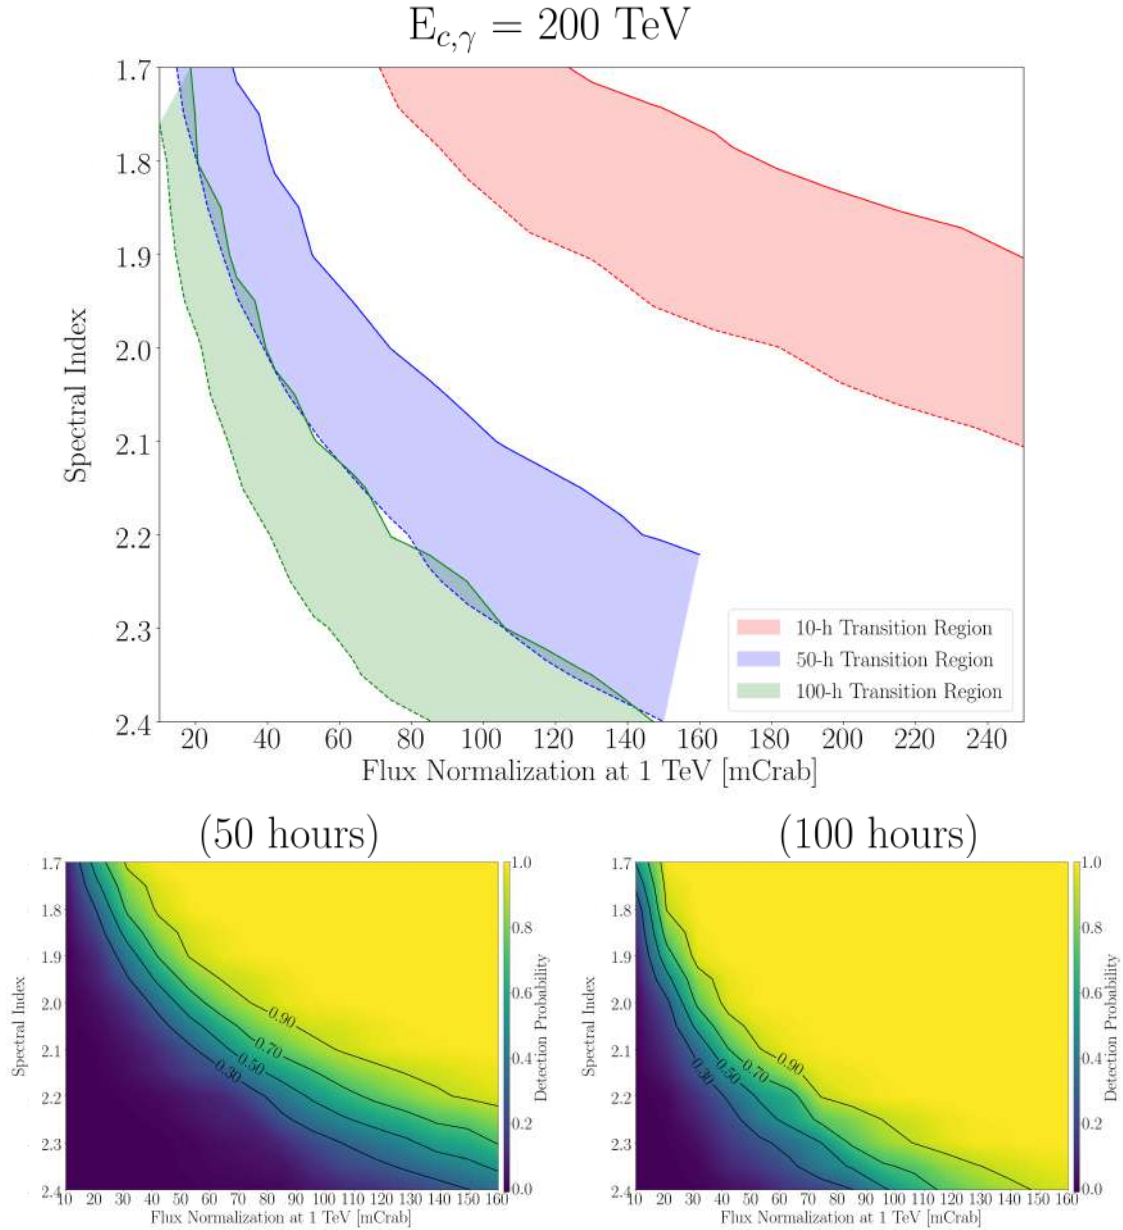 E_{c,γ} = 200 TeV
1.7
1.8
1.9
2.0
2.1
2.2
2.3
2.4
Spectral Index
20 40 60 80 100 120 140 160 180 200 220 240
Flux Normalization at 1 TeV [mCrab]
10-h Transition Region
50-h Transition Region
100-h Transition Region
(50 hours)
1.7
1.8
1.9
2.0
2.1
2.2
2.3
2.4
Spectral Index
0.90
0.70
0.50
0.30
10 20 30 40 50 60 70 80 90 100 110 120 130 140 150 160
Flux Normalization at 1 TeV [mCrab]
1.0
0.8
0.6
0.4
0.2
0.0
Detection Probability
(100 hours)
1.7
1.8
1.9
2.0
2.1
2.2
2.3
2.4
Spectral Index
0.90
0.70
0.50
0.30
10 20 30 40 50 60 70 80 90 100 110 120 130 140 150 160
Flux Normalization at 1 TeV [mCrab]
1.0
0.8
0.6
0.4
0.2
0.0
Detection Probability